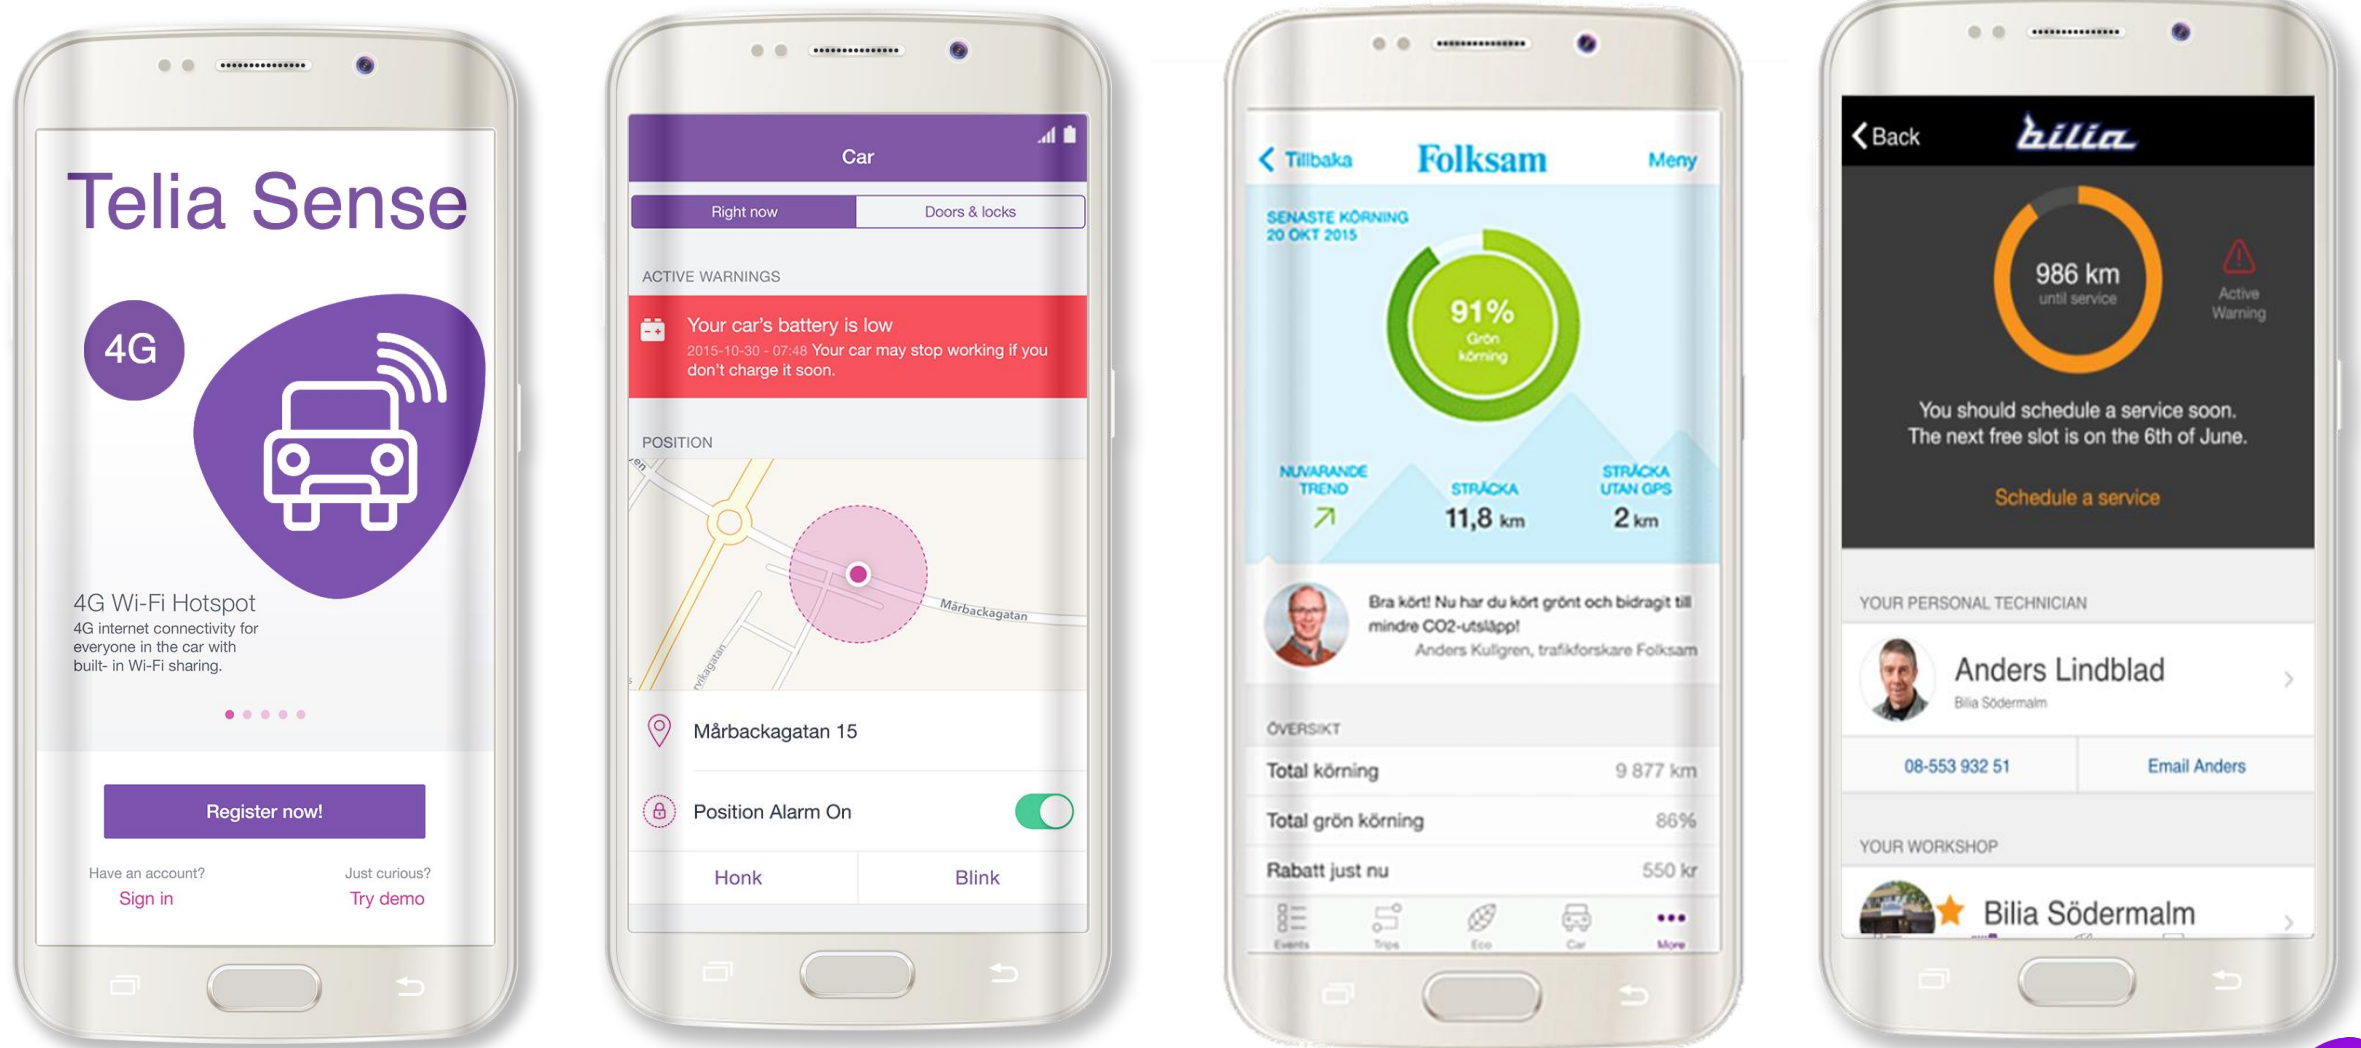 Telia Sense
4G
4G Wi-Fi Hotspot
4G internet connectivity for
everyone in the car with
built- in Wi-Fi sharing.
Register now!
Have an account?
Just curious?
Sign in
Try demo
Car
Right now
Doors & locks
ACTIVE WARNINGS
Your car's battery is low
2015-10-30 - 07:48 Your car may stop working if you
don't charge it soon.
POSITION
Mårbackagatan
Mårbackagatan 15
Position Alarm On
Honk
Blink
Tillbaka
Folksam
Meny
SENASTE KÖRNING
20 OKT 2015
91%
Grön
körning
NUVARANDE
TREND
STRÄCKA
11,8 km
STRÄCKA
UTAN GPS
2 km
Bra kört! Nu har du kört grönt och bidragit till
mindre CO2-utsläpp!
Anders Kullgren, trafikforskare Folksam
ÖVERSIKT
Total körning
9 877 km
Total grön körning
86%
Rabatt just nu
550 kr
Events
Trips
Eco
Car
More
Back
bilia
986 km
until service
Active
Warning
You should schedule a service soon.
The next free slot is on the 6th of June.
Schedule a service
YOUR PERSONAL TECHNICIAN
Anders Lindblad
Bilia Södermalm
08-553 932 51
Email Anders
YOUR WORKSHOP
Bilia Södermalm